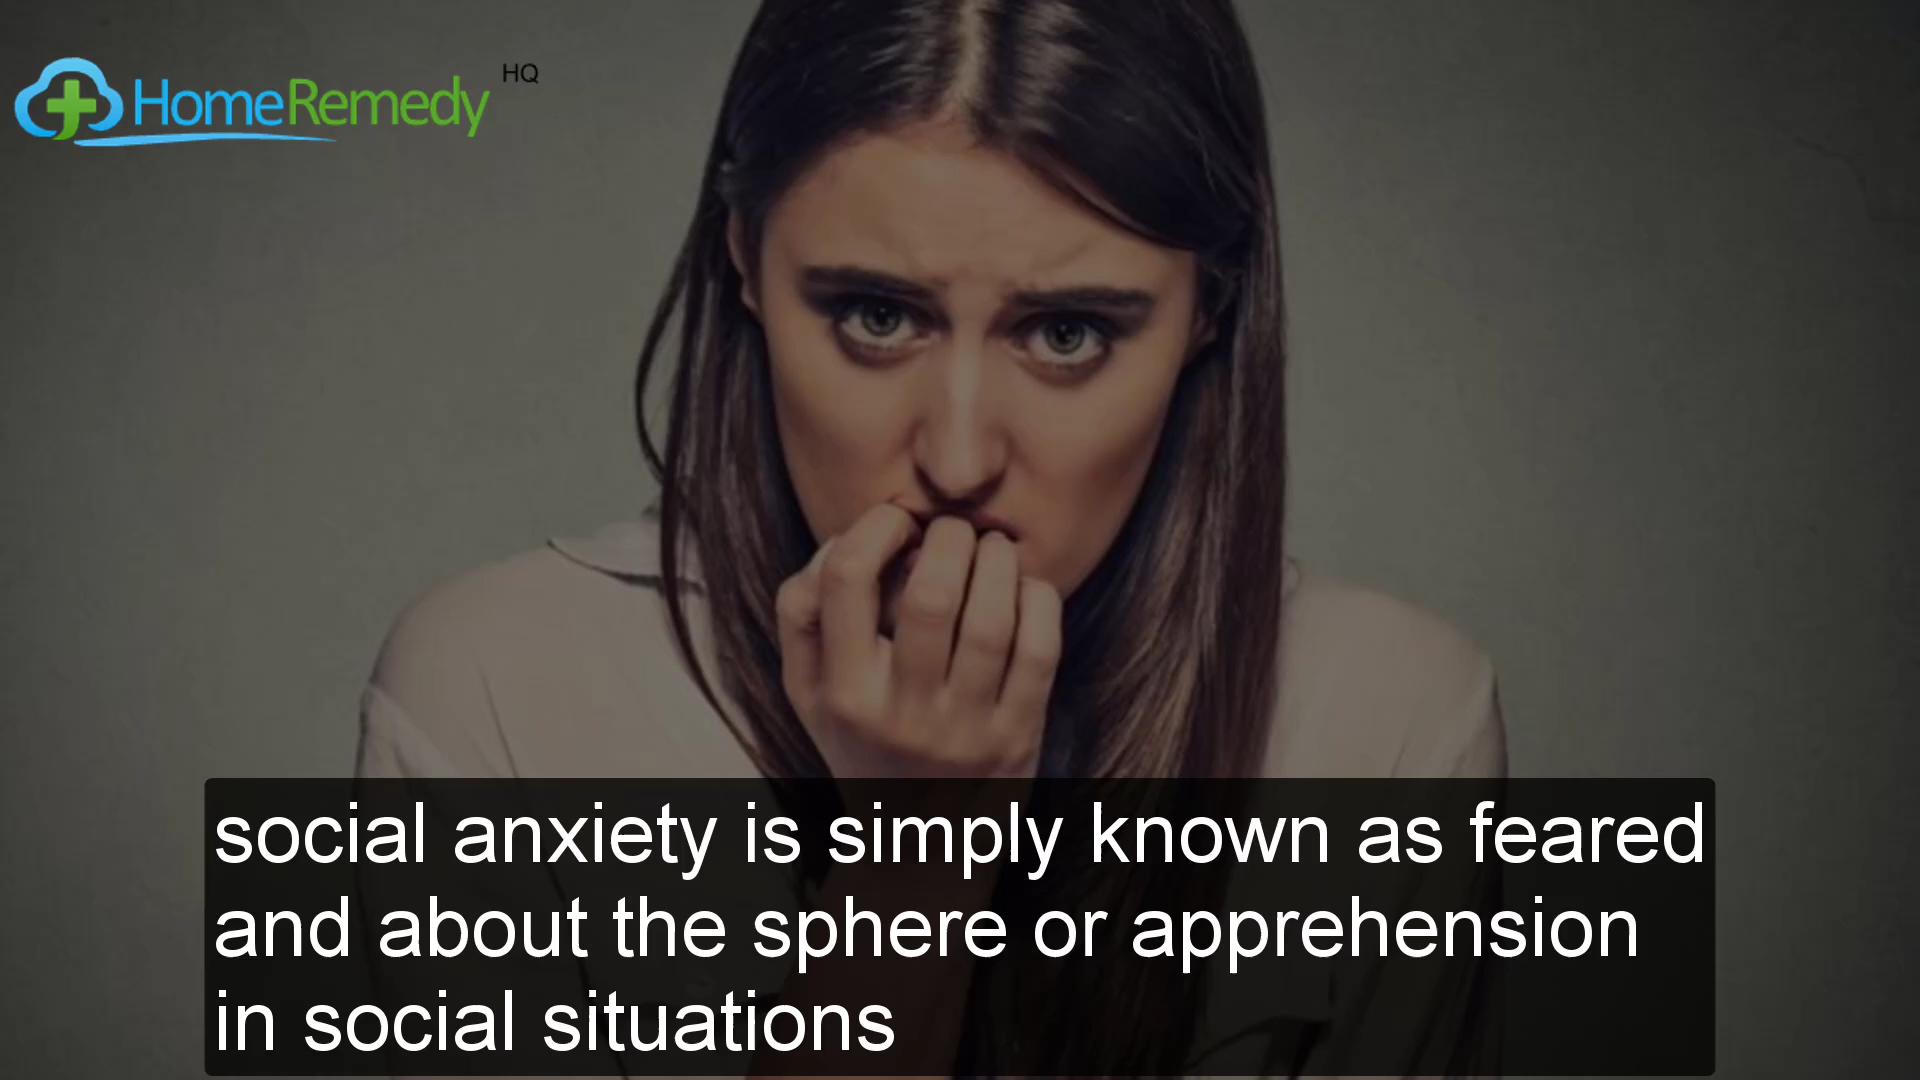 HomeRemedy HQ
social anxiety is simply known as feared
and about the sphere or apprehension
in social situations